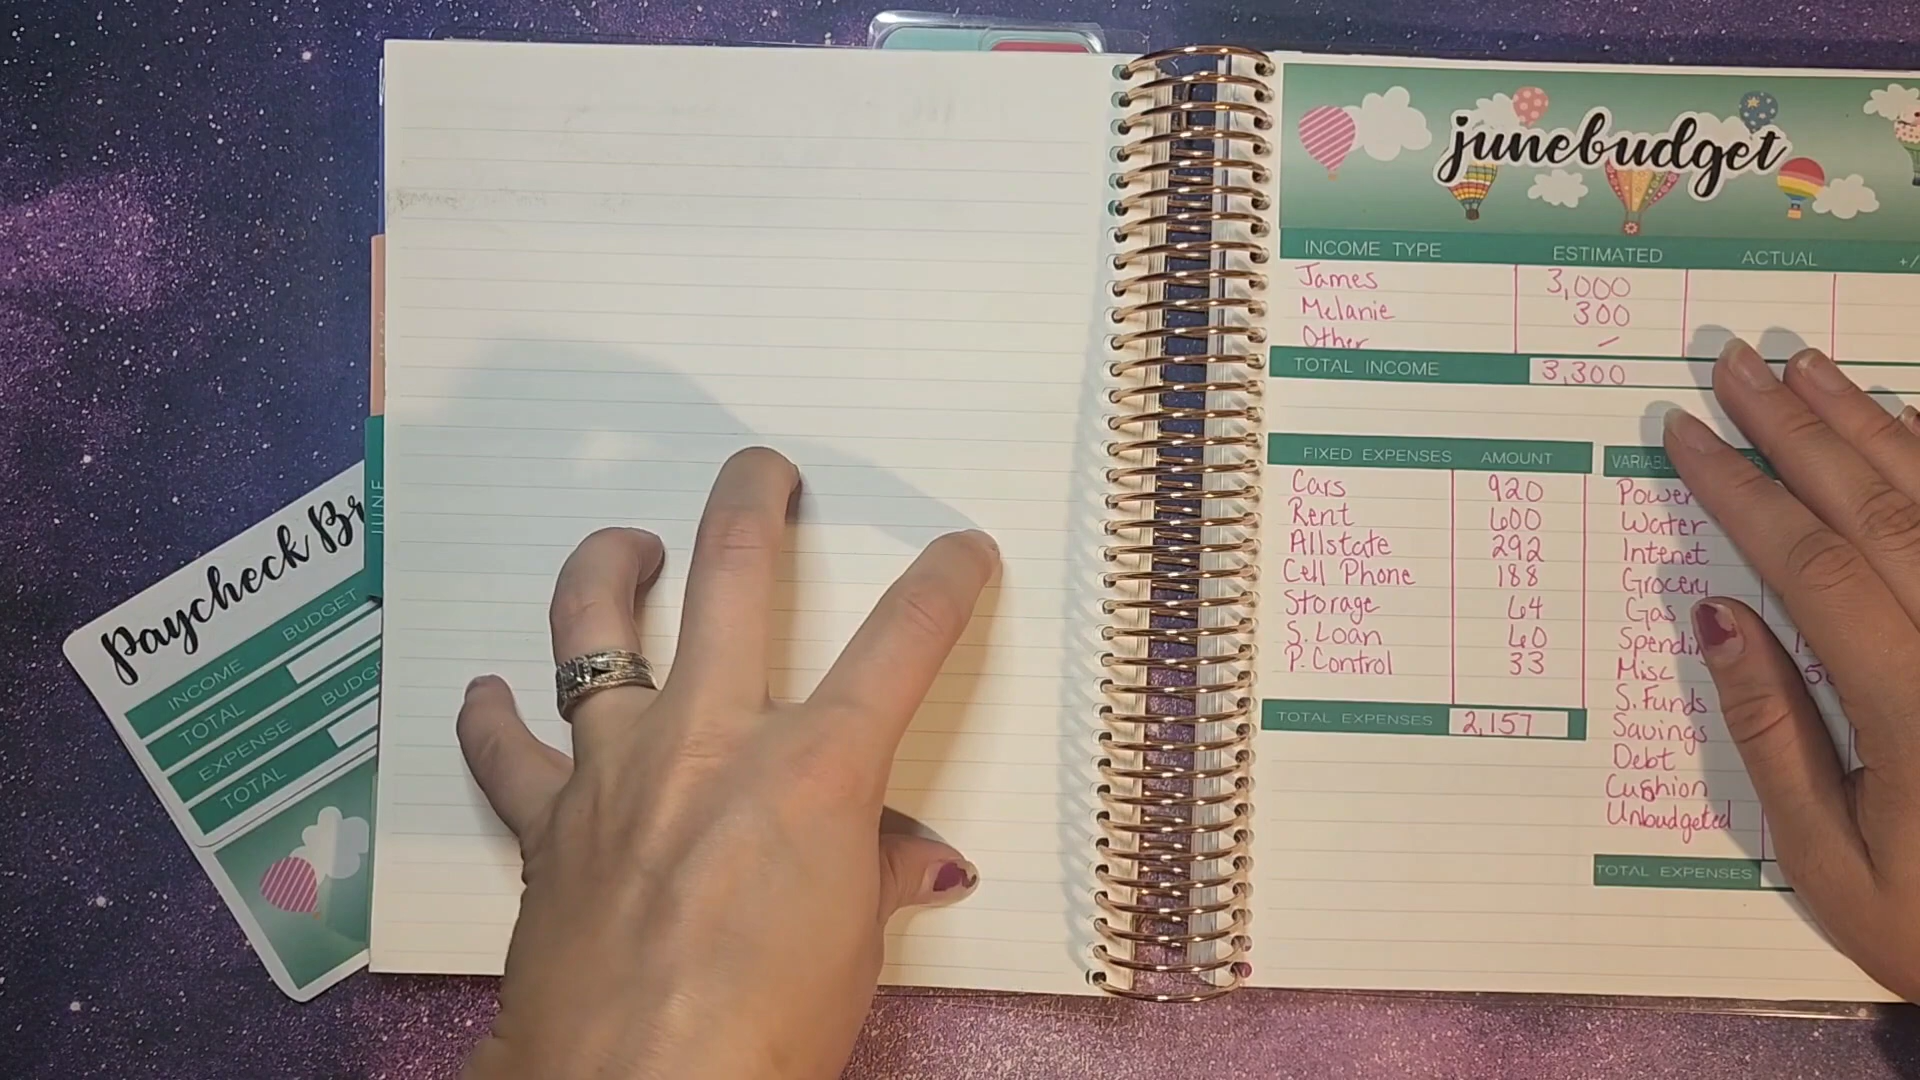 junebudget
INCOME TYPE ESTIMATED ACTUAL +/
James 3,000
Melanie 300
Other —
TOTAL INCOME 3,300
FIXED EXPENSES AMOUNT
Cars 920
Rent 600
Allstate 292
Cell Phone 188
Storage 64
S. Loan 60
P. Control 33
TOTAL EXPENSES 2,157
Power
Water
Intenet
Grocery
Gas
Misc
S. Funds
Savings
Debt
Cushion
Unbudgeted
TOTAL EXPENSES
JUNE
Paycheck Br
INCOME BUDGET
TOTAL
EXPENSE BUDG
TOTAL